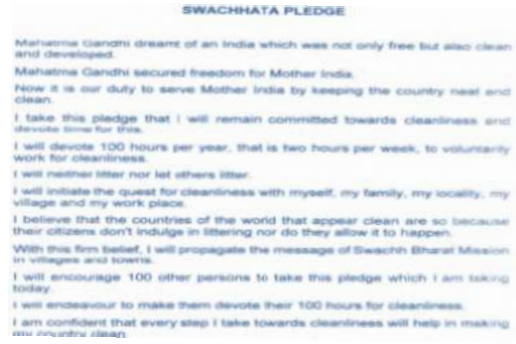 SWACHHATA PLEDGE
Mahatma Gandhi dreamt of an India which was not only free but also clean
and developed.
Mahatma Gandhi secured freedom for Mother India.
Now it is our duty to serve Mother India by keeping the country neat and
clean.
I take this pledge that I will remain committed towards cleanliness and
devote time for this.
I will devote 100 hours per year, that is two hours per week, to voluntarily
work for cleanliness.
I will neither litter nor let others litter.
I will initiate the quest for cleanliness with myself, my family, my locality, my
village and my work place.
I believe that the countries of the world that appear clean are so because
their citizens don't indulge in littering nor do they allow it to happen.
With this firm belief, I will propagate the message of Swachh Bharat Mission
in villages and towns.
I will encourage 100 other persons to take this pledge which I am taking
today.
I will endeavour to make them devote their 100 hours for cleanliness.
I am confident that every step I take towards cleanliness will help in making
my country clean.